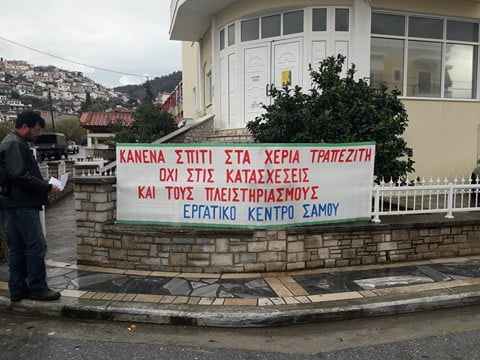 ΚΑΝΕΝΑ ΣΠΙΤΙ ΣΤΑ ΧΕΡΙΑ ΤΡΑΠΕΖΙΤΗ
ΟΧΙ ΣΤΙΣ ΚΑΤΑΣΧΕΣΕΙΣ
ΚΑΙ ΤΟΥΣ ΠΛΕΙΣΤΗΡΙΑΣΜΟΥΣ
ΕΡΓΑΤΙΚΟ ΚΕΝΤΡΟ ΣΑΜΟΥ